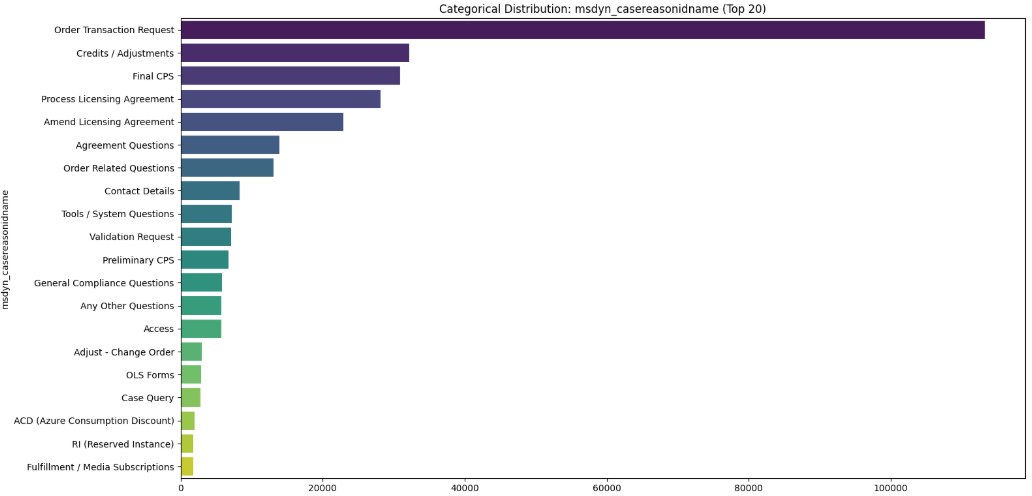 Categorical Distribution: msdyn_casereasonidname (Top 20)
msdyn_casereasonidname
Order Transaction Request
Credits / Adjustments
Final CPS
Process Licensing Agreement
Amend Licensing Agreement
Agreement Questions
Order Related Questions
Contact Details
Tools / System Questions
Validation Request
Preliminary CPS
General Compliance Questions
Any Other Questions
Access
Adjust - Change Order
OLS Forms
Case Query
ACD (Azure Consumption Discount)
RI (Reserved Instance)
Fulfillment / Media Subscriptions
0 20000 40000 60000 80000 100000